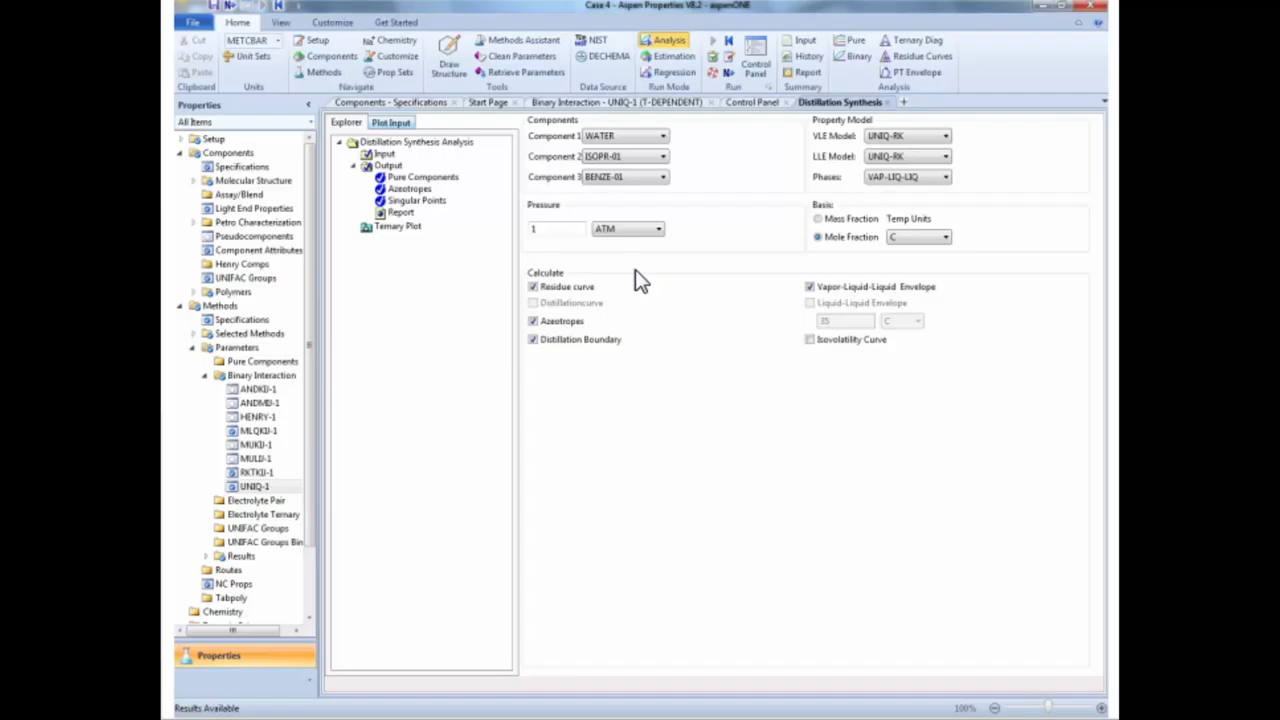 Case 4 - Aspen Properties V8.2 - aspenONE
File Home View Customize Get Started
Cut METCBAR Setup Chemistry Methods Assistant NIST Analysis Input Pure Ternary Diag
Copy Unit Sets Components Customize Clean Parameters DECHEMA Estimation History Binary Residue Curves
Paste Methods Prop Sets Draw Structure Retrieve Parameters Regression Control Panel Report PT Envelope
Clipboard Units Navigate Tools Data Source Run Mode Run Summary Analysis
Properties
All Items
Setup
Components
Specifications
Molecular Structure
Assay/Blend
Light End Properties
Petro Characterization
Pseudocomponents
Component Attributes
Henry Comps
UNIFAC Groups
Polymers
Methods
Specifications
Selected Methods
Parameters
Pure Components
Binary Interaction
ANDKIJ-1
ANDMIJ-1
HENRY-1
MLQKIJ-1
MUKIJ-1
MULIJ-1
RKTKIJ-1
UNIQ-1
Electrolyte Pair
Electrolyte Ternary
UNIFAC Groups
UNIFAC Groups Bin
Results
Routes
NC Props
Tabpoly
Chemistry
Properties
Results Available
Components - Specifications Start Page Binary Interaction - UNIQ-1 (T-DEPENDENT) Control Panel Distillation Synthesis
Explorer Plot Input
Distillation Synthesis Analysis
Input
Output
Pure Components
Azeotropes
Singular Points
Report
Ternary Plot
Components
Component 1 WATER
Component 2 ISOPR-01
Component 3 BENZE-01
Property Model
VLE Model: UNIQ-RK
LLE Model: UNIQ-RK
Phases: VAP-LIQ-LIQ
Pressure
1 ATM
Basic:
Mass Fraction Temp Units
Mole Fraction C
Calculate
Residue curve
Distillationcurve
Azeotropes
Distillation Boundary
Vapor-Liquid-Liquid Envelope
Liquid-Liquid Envelope
35 C
Isovolatility Curve
100%